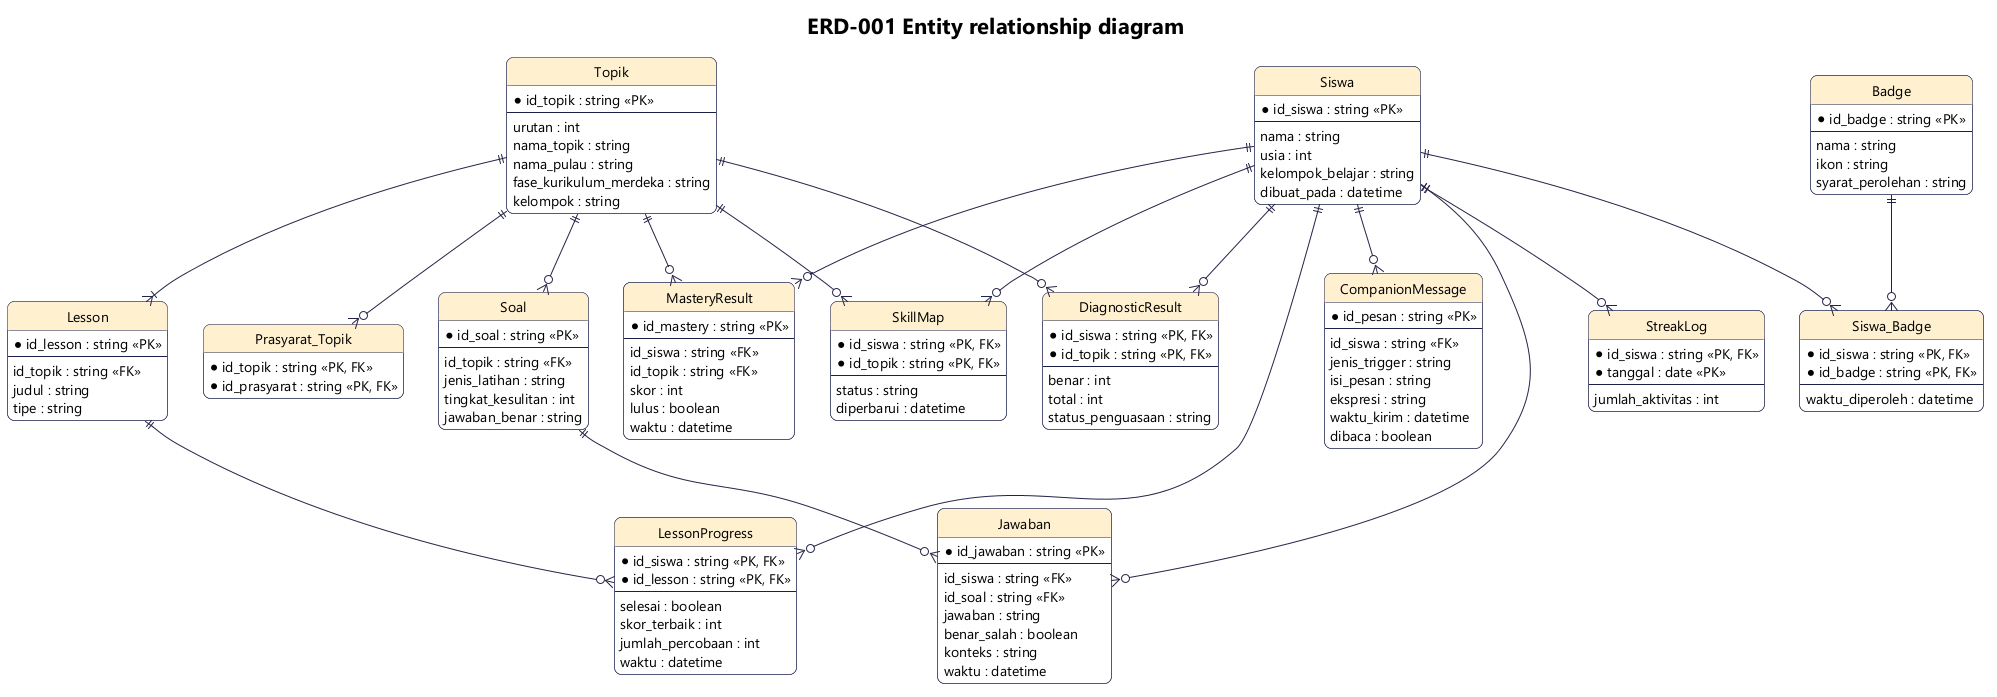 ERD-001 Entity relationship diagram
Topik
id_topik : string «PK»
urutan : int
nama_topik : string
nama_pulau : string
fase_kurikulum_merdeka : string
kelompok : string
Siswa
id_siswa : string «PK»
nama : string
usia : int
kelompok_belajar : string
dibuat_pada : datetime
Badge
id_badge : string «PK»
nama : string
ikon : string
syarat_perolehan : string
Lesson
id_lesson : string «PK»
id_topik : string «FK»
judul : string
tipe : string
Prasyarat_Topik
id_topik : string «PK, FK»
id_prasyarat : string «PK, FK»
Soal
id_soal : string «PK»
id_topik : string «FK»
jenis_latihan : string
tingkat_kesulitan : int
jawaban_benar : string
MasteryResult
id_mastery : string «PK»
id_siswa : string «FK»
id_topik : string «FK»
skor : int
lulus : boolean
waktu : datetime
SkillMap
id_siswa : string «PK, FK»
id_topik : string «PK, FK»
status : string
diperbarui : datetime
DiagnosticResult
id_siswa : string «PK, FK»
id_topik : string «PK, FK»
benar : int
total : int
status_penguasaan : string
CompanionMessage
id_pesan : string «PK»
id_siswa : string «FK»
jenis_trigger : string
isi_pesan : string
ekspresi : string
waktu_kirim : datetime
dibaca : boolean
StreakLog
id_siswa : string «PK, FK»
tanggal : date «PK»
jumlah_aktivitas : int
Siswa_Badge
id_siswa : string «PK, FK»
id_badge : string «PK, FK»
waktu_diperoleh : datetime
LessonProgress
id_siswa : string «PK, FK»
id_lesson : string «PK, FK»
selesai : boolean
skor_terbaik : int
jumlah_percobaan : int
waktu : datetime
Jawaban
id_jawaban : string «PK»
id_siswa : string «FK»
id_soal : string «FK»
jawaban : string
benar_salah : boolean
konteks : string
waktu : datetime